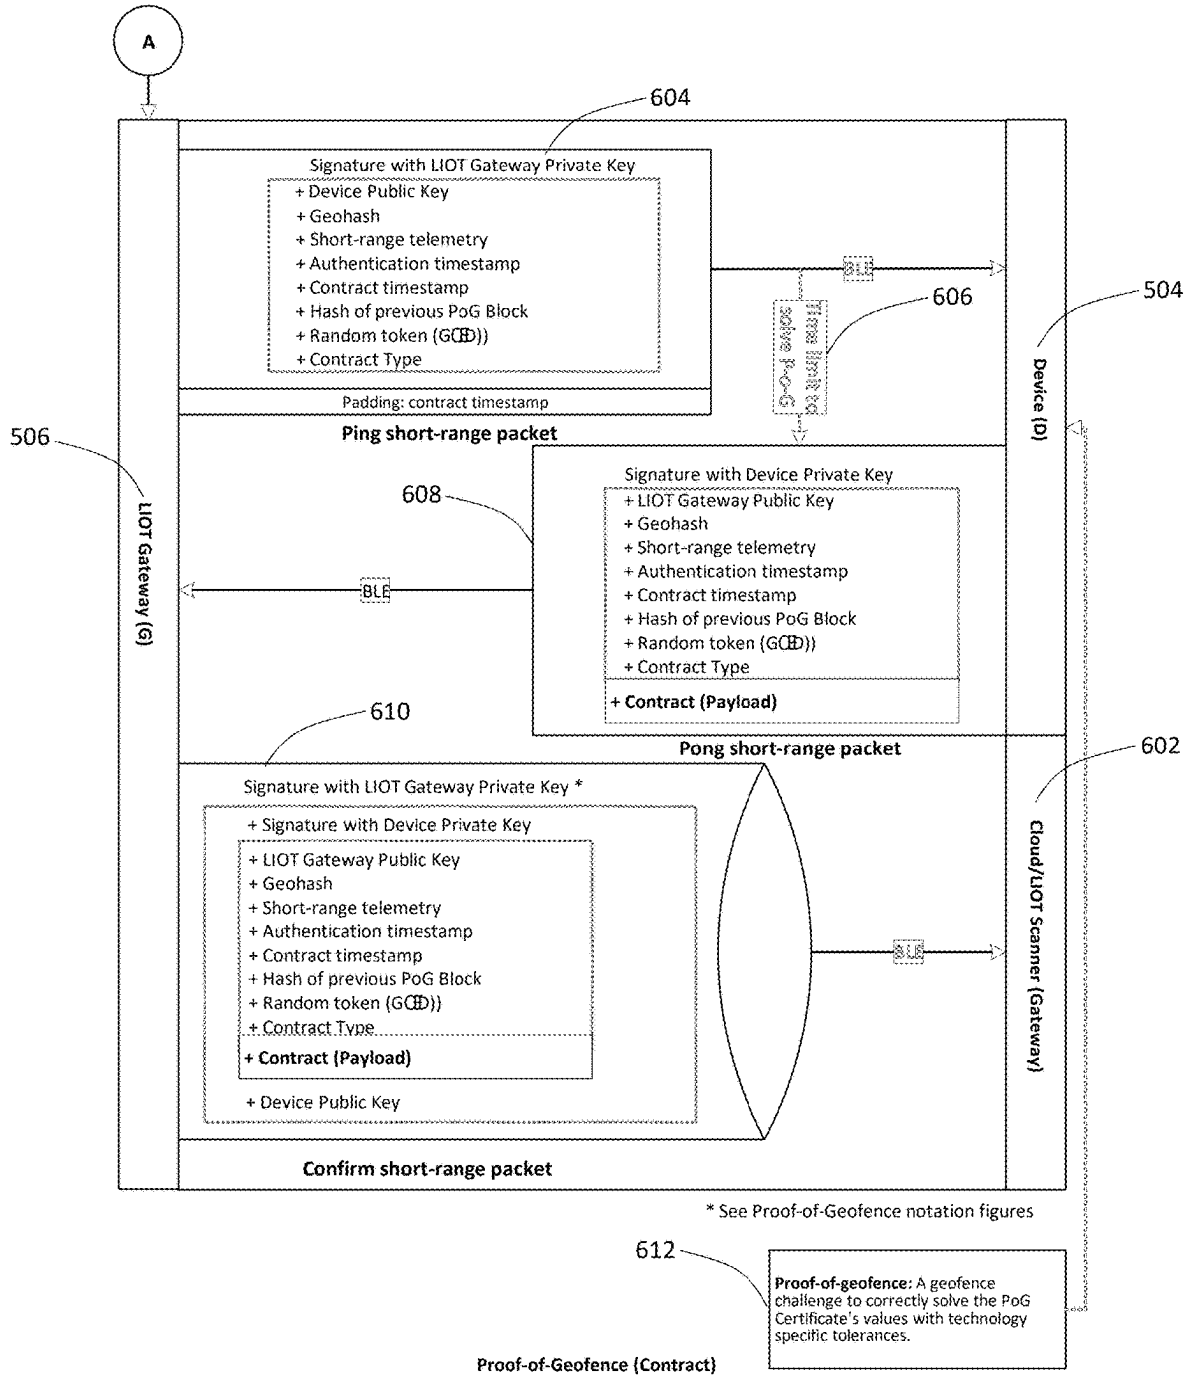 A
604
Signature with LIOT Gateway Private Key
+ Device Public Key
+ Geohash
+ Short-range telemetry
+ Authentication timestamp
+ Contract timestamp
+ Hash of previous PoG Block
+ Random token
+ Contract Type
Padding: contract timestamp
Ping short-range packet
BLE
606
Time limit to
solve P-o-G
504
Device (D)
506
LIOT Gateway (G)
608
Signature with Device Private Key
+ LIOT Gateway Public Key
+ Geohash
+ Short-range telemetry
+ Authentication timestamp
+ Contract timestamp
+ Hash of previous PoG Block
+ Random token
+ Contract Type
+ Contract (Payload)
Pong short-range packet
BLE
610
Signature with LIOT Gateway Private Key *
+ Signature with Device Private Key
+ LIOT Gateway Public Key
+ Geohash
+ Short-range telemetry
+ Authentication timestamp
+ Contract timestamp
+ Hash of previous PoG Block
+ Random token
+ Contract Type
+ Contract (Payload)
+ Device Public Key
Confirm short-range packet
BLE
602
Cloud/LIOT Scanner (Gateway)
* See Proof-of-Geofence notation figures
612
Proof-of-geofence: A geofence
challenge to correctly solve the PoG
Certificate's values with technology
specific tolerances.
Proof-of-Geofence (Contract)